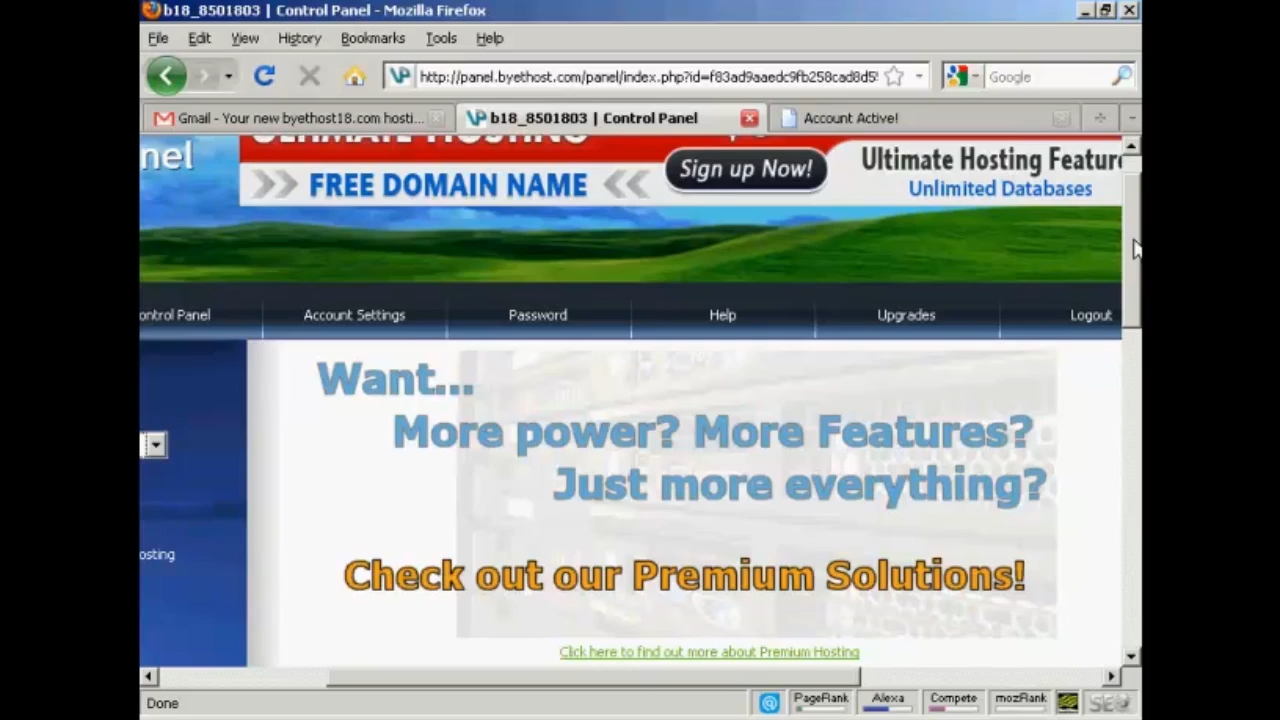 b18_8501803 | Control Panel - Mozilla Firefox
File Edit View History Bookmarks Tools Help
http://panel.byethost.com/panel/index.php?id=f83ad9aaedc9fb258cad8d5 Google
Gmail - Your new byethost18.com hosti... b18_8501803 | Control Panel Account Active!
nel ULTIMATE HOSTING Sign up Now! Ultimate Hosting Featur
FREE DOMAIN NAME Unlimited Databases
ontrol Panel Account Settings Password Help Upgrades Logout
Want...
More power? More Features?
Just more everything?
osting
Check out our Premium Solutions!
Click here to find out more about Premium Hosting
Done PageRank Alexa Compete mozRank SEO